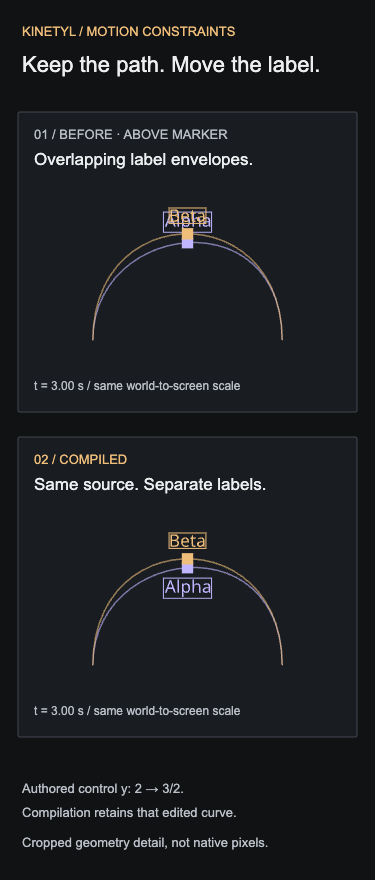 KINETYL / MOTION CONSTRAINTS
Keep the path. Move the label.
01 / BEFORE · ABOVE MARKER
Overlapping label envelopes.
Beta
Alpha
t = 3.00 s / same world-to-screen scale
02 / COMPILED
Same source. Separate labels.
Beta
Alpha
t = 3.00 s / same world-to-screen scale
Authored control y: 2 → 3/2.
Compilation retains that edited curve.
Cropped geometry detail, not native pixels.